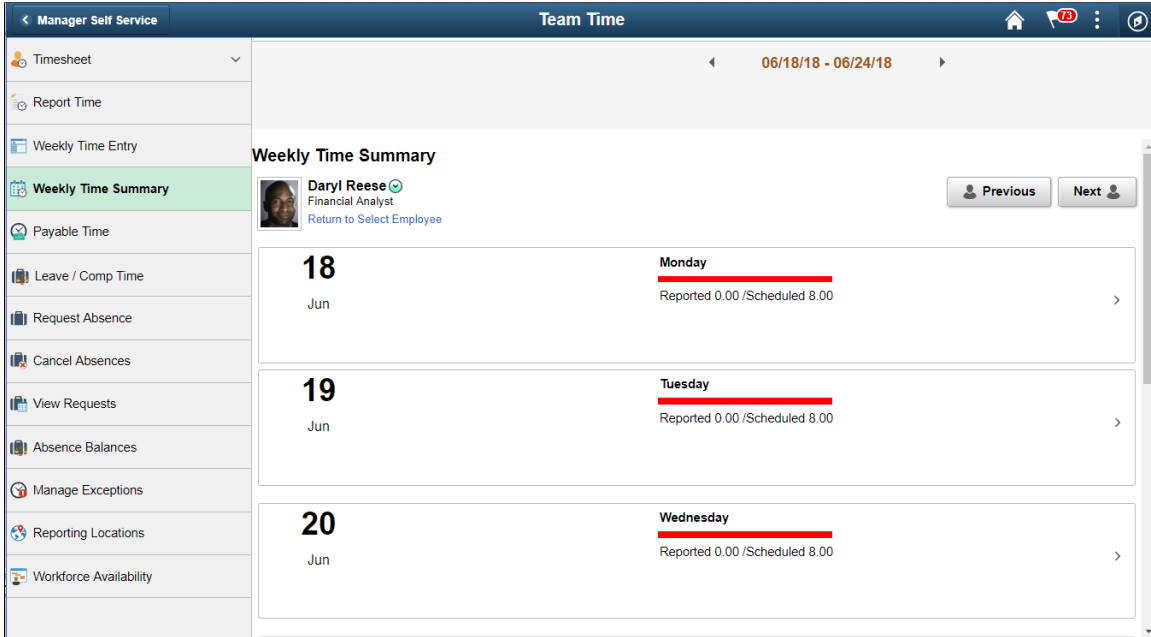 Manager Self Service
Team Time
73
Timesheet
Report Time
Weekly Time Entry
Weekly Time Summary
Payable Time
Leave / Comp Time
Request Absence
Cancel Absences
View Requests
Absence Balances
Manage Exceptions
Reporting Locations
Workforce Availability
06/18/18 - 06/24/18
Weekly Time Summary
Daryl Reese
Financial Analyst
Return to Select Employee
Previous
Next
18
Jun
Monday
Reported 0.00 /Scheduled 8.00
19
Jun
Tuesday
Reported 0.00 /Scheduled 8.00
20
Jun
Wednesday
Reported 0.00 /Scheduled 8.00